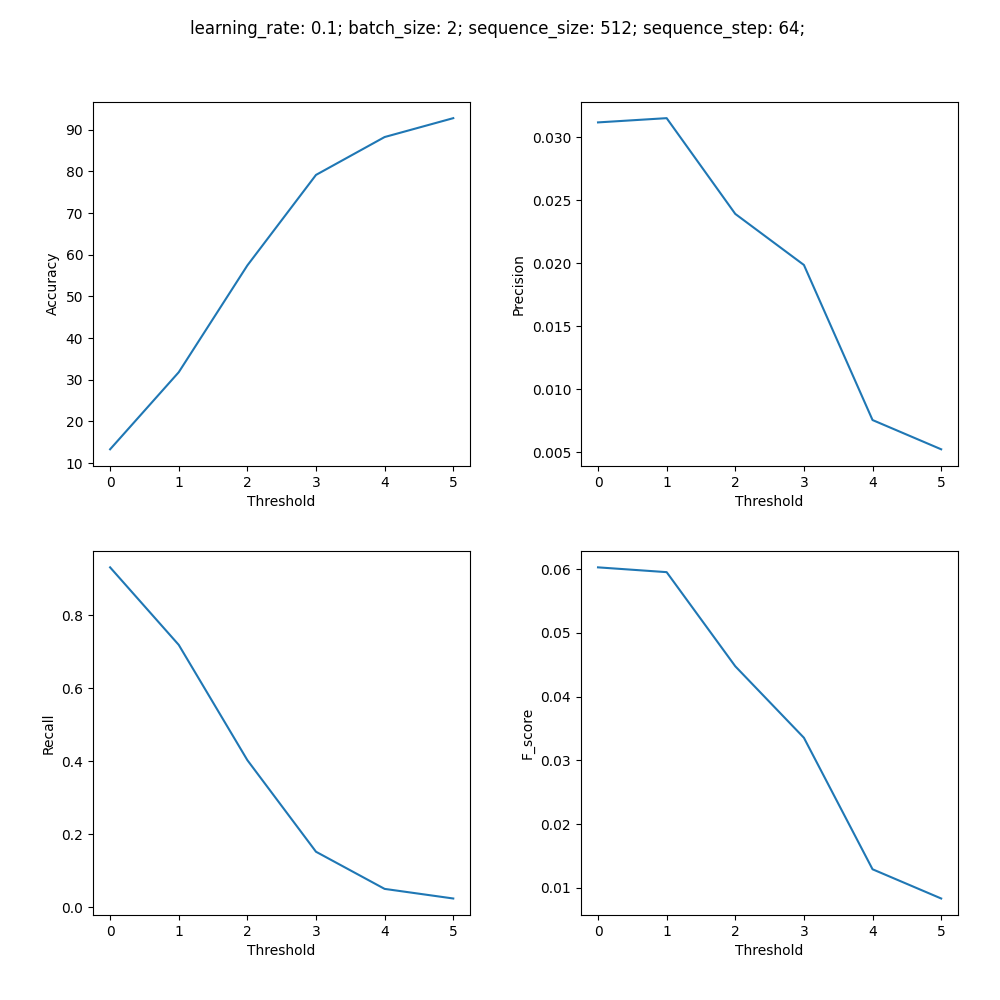 learning_rate: 0.1; batch_size: 2; sequence_size: 512; sequence_step: 64;
90
80
70
60
50
40
30
20
10
Accuracy
0 1 2 3 4 5
Threshold
0.030
0.025
0.020
0.015
0.010
0.005
Precision
0 1 2 3 4 5
Threshold
0.8
0.6
0.4
0.2
0.0
Recall
0 1 2 3 4 5
Threshold
0.06
0.05
0.04
0.03
0.02
0.01
F_score
0 1 2 3 4 5
Threshold